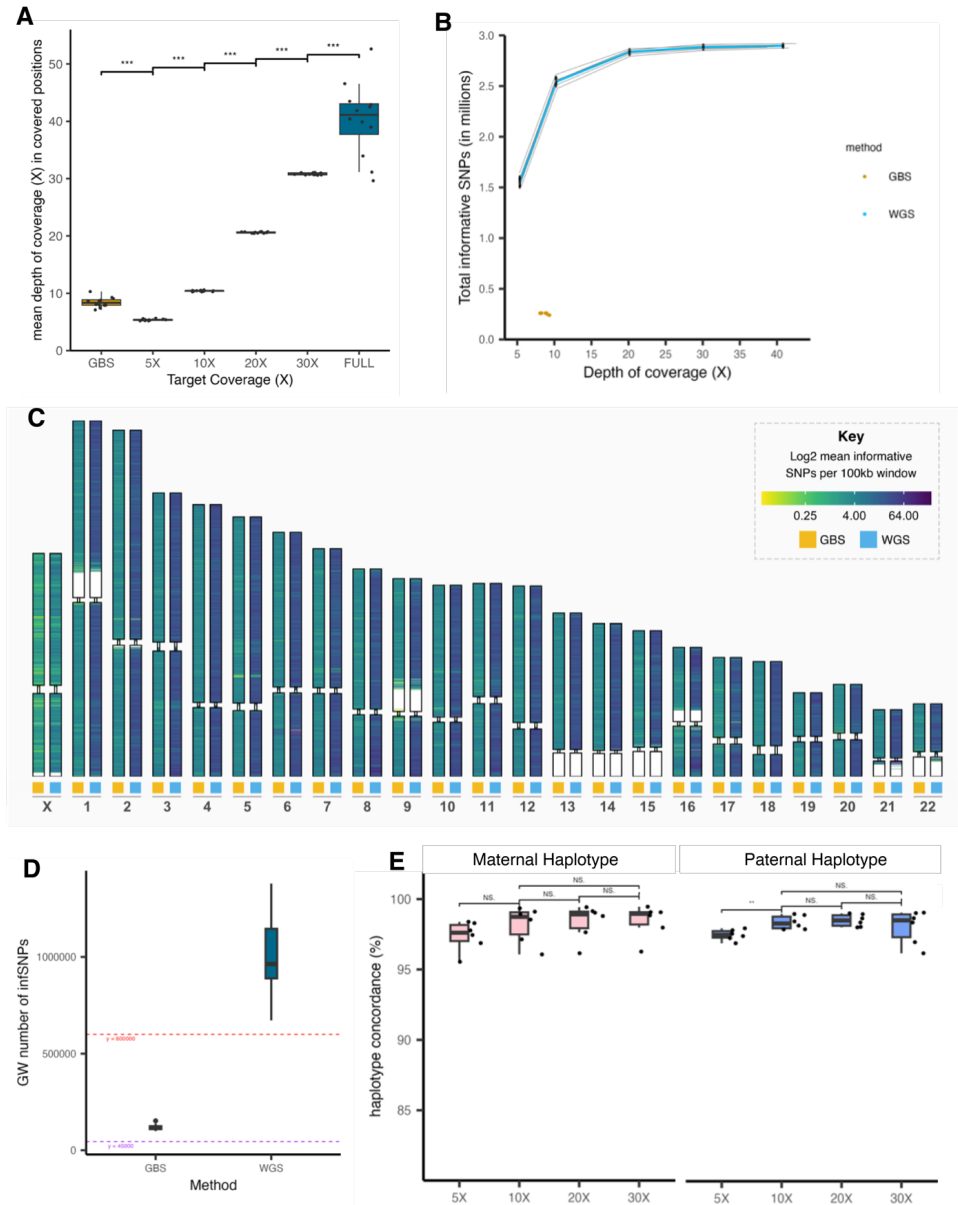 A
mean depth of coverage (X) in covered positions
50
40
30
20
10
0
***
***
***
***
***
GBS 5X 10X 20X 30X FULL
Target Coverage (X)
B
Total informative SNPs (in millions)
3.0
2.5
2.0
1.5
1.0
0.5
0.0
5 10 15 20 25 30 35 40
Depth of coverage (X)
method
GBS
WGS
C
Key
Log2 mean informative
SNPs per 100kb window
0.25 4.00 64.00
GBS WGS
X 1 2 3 4 5 6 7 8 9 10 11 12 13 14 15 16 17 18 19 20 21 22
D
GW number of infSNPs
1000000
500000
0
y = 600000
y = 40000
GBS WGS
Method
E
Maternal Haplotype
Paternal Haplotype
haplotype concordance (%)
100
95
90
85
NS.
NS.
NS.
NS.
NS.
**
NS.
NS.
5X 10X 20X 30X
5X 10X 20X 30X